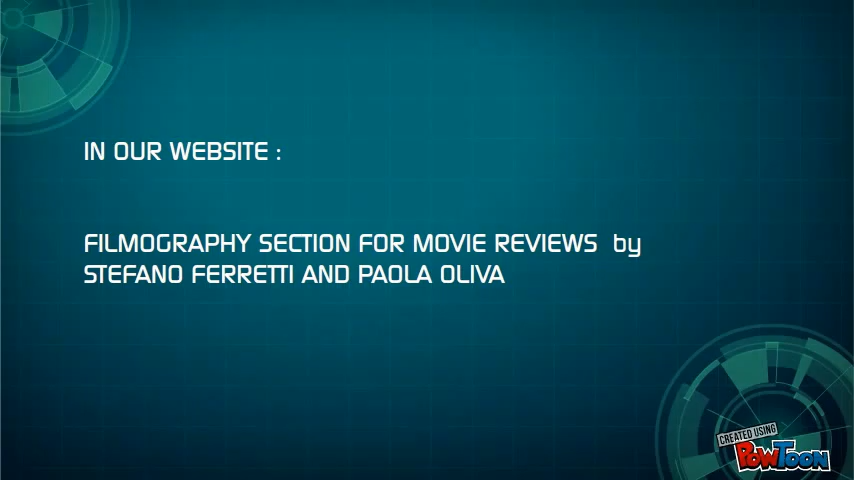 IN OUR WEBSITE :
FILMOGRAPHY SECTION FOR MOVIE REVIEWS by
STEFANO FERRETTI AND PAOLA OLIVA
CREATED USING
POWTOON